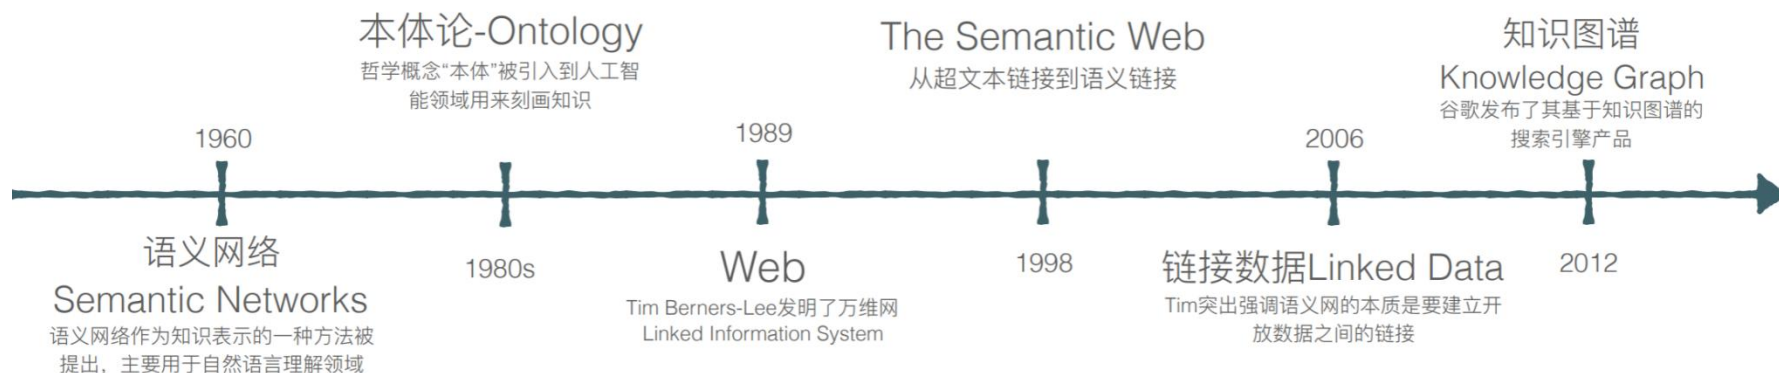 1960
语义网络
Semantic Networks
语义网络作为知识表示的一种方法被
提出，主要用于自然语言理解领域
本体论-Ontology
哲学概念“本体”被引入到人工智
能领域用来刻画知识
1980s
1989
Web
Tim Berners-Lee发明了万维网
Linked Information System
The Semantic Web
从超文本链接到语义链接
1998
2006
链接数据Linked Data
Tim突出强调语义网的本质是要建立开
放数据之间的链接
知识图谱
Knowledge Graph
谷歌发布了其基于知识图谱的
搜索引擎产品
2012